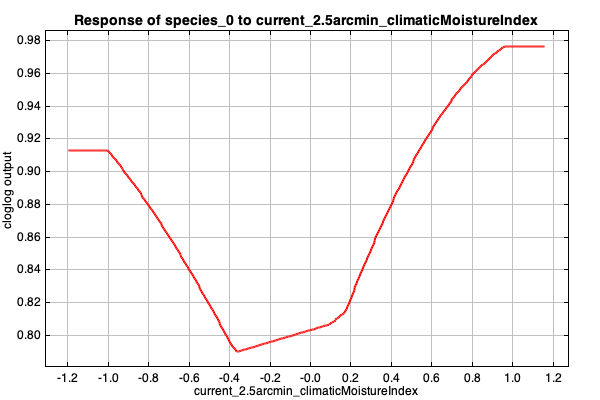 Response of species_0 to current_2.5arcmin_climaticMoistureIndex
0.98
0.96
0.94
0.92
0.90
0.88
0.86
0.84
0.82
0.80
cloglog output
-1.2 -1.0 -0.8 -0.6 -0.4 -0.2 -0.0 0.2 0.4 0.6 0.8 1.0 1.2
current_2.5arcmin_climaticMoistureIndex